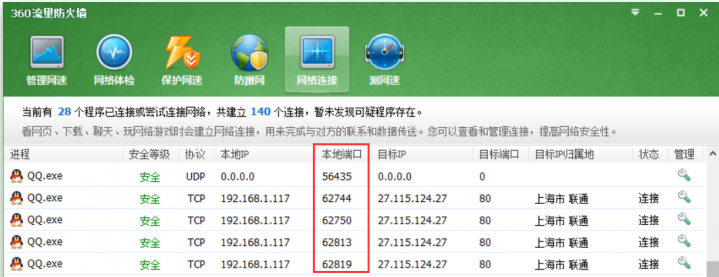 360流量防火墙
管理网速 网络体检 保护网速 防蹭网 网络连接 测网速
当前有 28 个程序已连接或尝试连接网络，共建立 140 个连接，暂未发现可疑程序存在。
看网页、下载、聊天、玩网络游戏时会建立网络连接，用来完成与对方的联系和数据传送。您可以查看和管理连接，提高网络安全性。
进程 安全等级 协议 本地IP 本地端口 目标IP 目标端口 目标IP归属地 状态 管理
QQ.exe 安全 UDP 0.0.0.0 56435 0.0.0.0 0
QQ.exe 安全 TCP 192.168.1.117 62744 27.115.124.27 80 上海市 联通 连接
QQ.exe 安全 TCP 192.168.1.117 62750 27.115.124.27 80 上海市 联通 连接
QQ.exe 安全 TCP 192.168.1.117 62813 27.115.124.27 80 上海市 联通 连接
QQ.exe 安全 TCP 192.168.1.117 62819 27.115.124.27 80 上海市 联通 连接